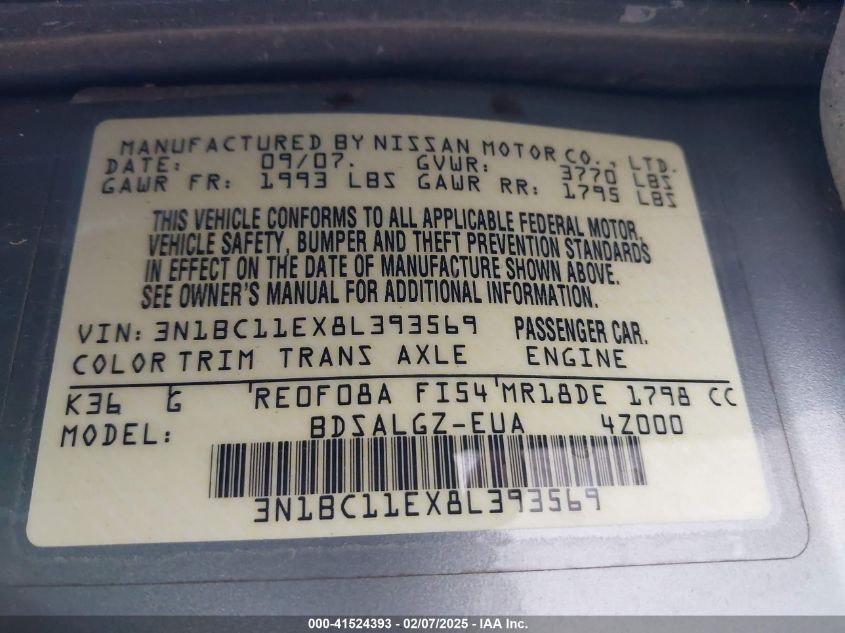 MANUFACTURED BY NISSAN MOTOR CO., LTD.
DATE: 09/07. GVWR: 3770 LBS
GAWR FR: 1993 LBS GAWR RR: 1795 LBS
THIS VEHICLE CONFORMS TO ALL APPLICABLE FEDERAL MOTOR
VEHICLE SAFETY, BUMPER AND THEFT PREVENTION STANDARDS
IN EFFECT ON THE DATE OF MANUFACTURE SHOWN ABOVE.
SEE OWNER'S MANUAL FOR ADDITIONAL INFORMATION.
VIN: 3N1BC11EX8L393569 PASSENGER CAR.
COLOR TRIM TRANS AXLE ENGINE
K36 G RE0F08A FI54 MR18DE 1798 CC
MODEL: BDSALGZ-EUA 4Z000
3N1BC11EX8L393569
000-41524393 — 02/07/2025 — IAA Inc.